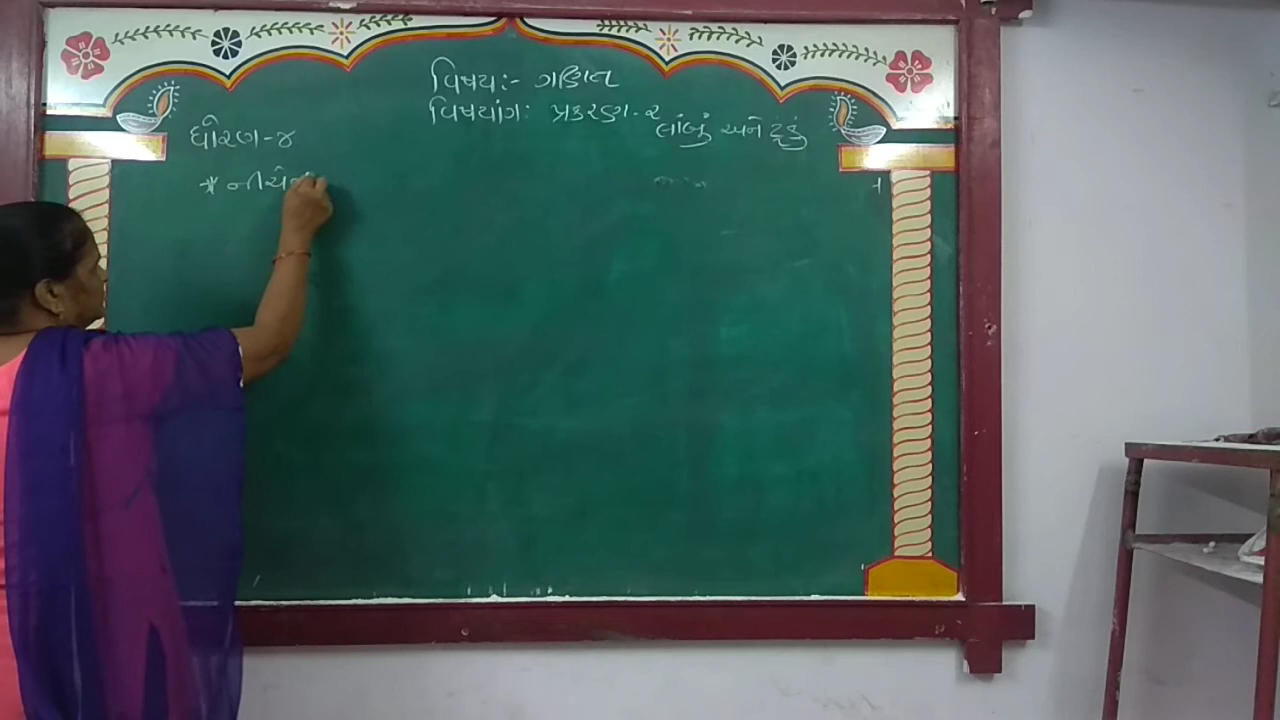 વિષયઃ- ગણિત
વિષયાંગઃ પ્રકરણ-૨ લાંબું અને ટૂંકું
ધોરણ-૪
* નીચેના